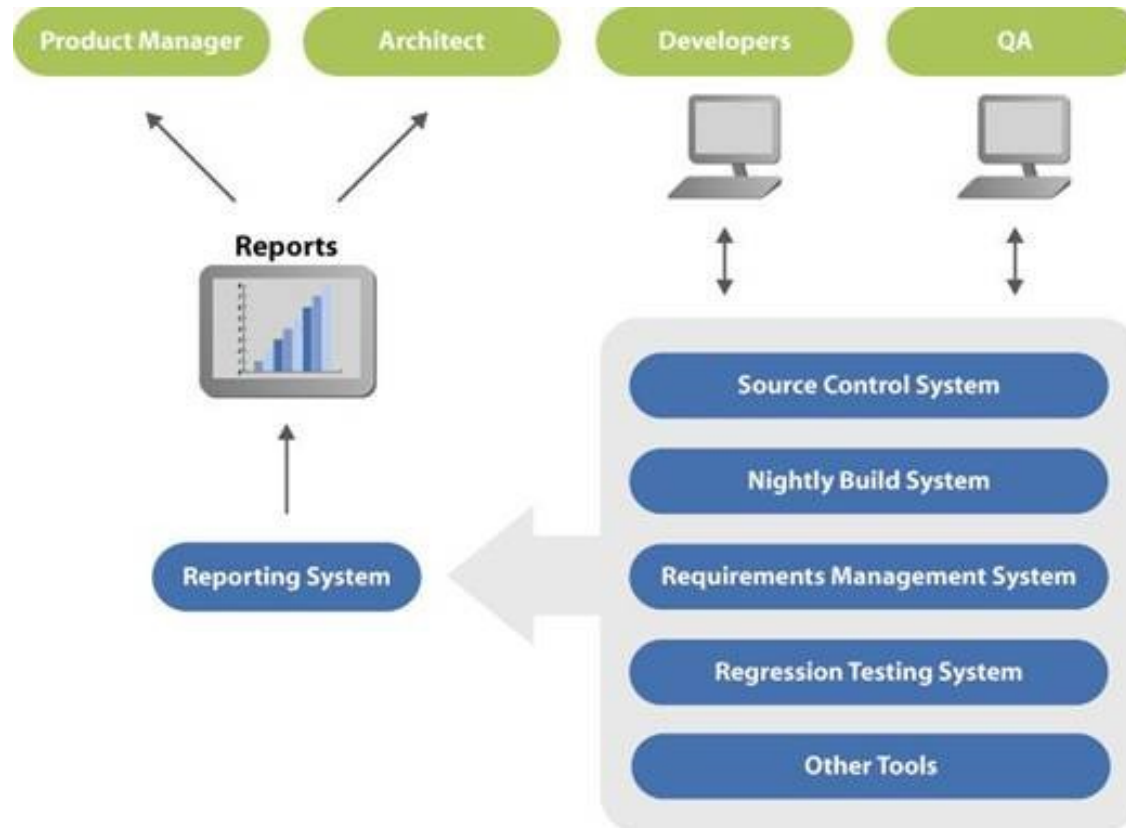 Product Manager
Architect
Developers
QA
Reports
Source Control System
Nightly Build System
Reporting System
Requirements Management System
Regression Testing System
Other Tools